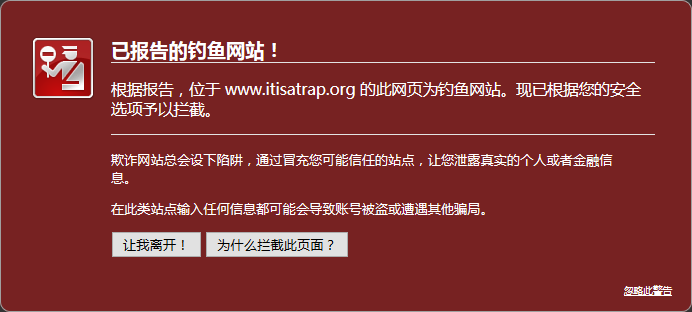 已报告的钓鱼网站！
根据报告，位于 www.itisatrap.org 的此网页为钓鱼网站。现已根据您的安全
选项予以拦截。
欺诈网站总会设下陷阱，通过冒充您可能信任的站点，让您泄露真实的个人或者金融信
息。
在此类站点输入任何信息都可能会导致账号被盗或遭遇其他骗局。
让我离开！ 为什么拦截此页面？
忽略此警告